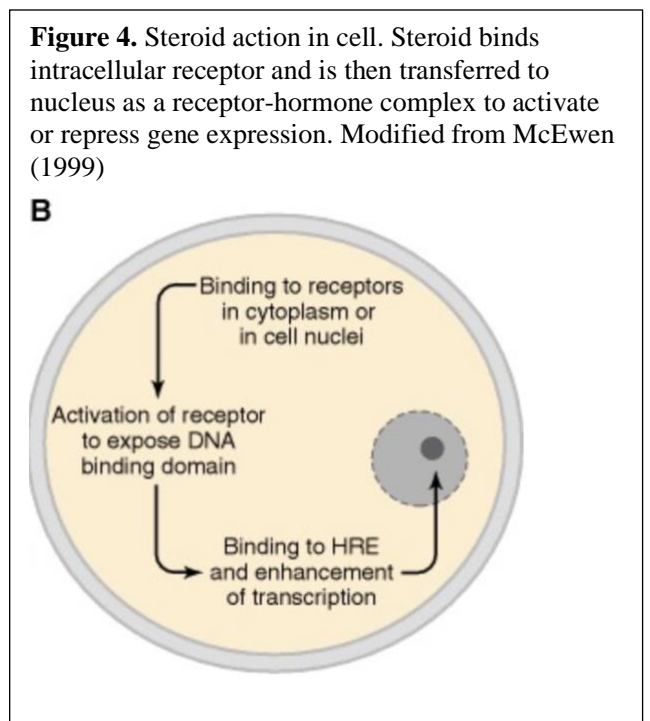 Figure 4. Steroid action in cell. Steroid binds
intracellular receptor and is then transferred to
nucleus as a receptor-hormone complex to activate
or repress gene expression. Modified from McEwen
(1999)
B
Binding to receptors
in cytoplasm or
in cell nuclei
Activation of receptor
to expose DNA
binding domain
Binding to HRE
and enhancement
of transcription